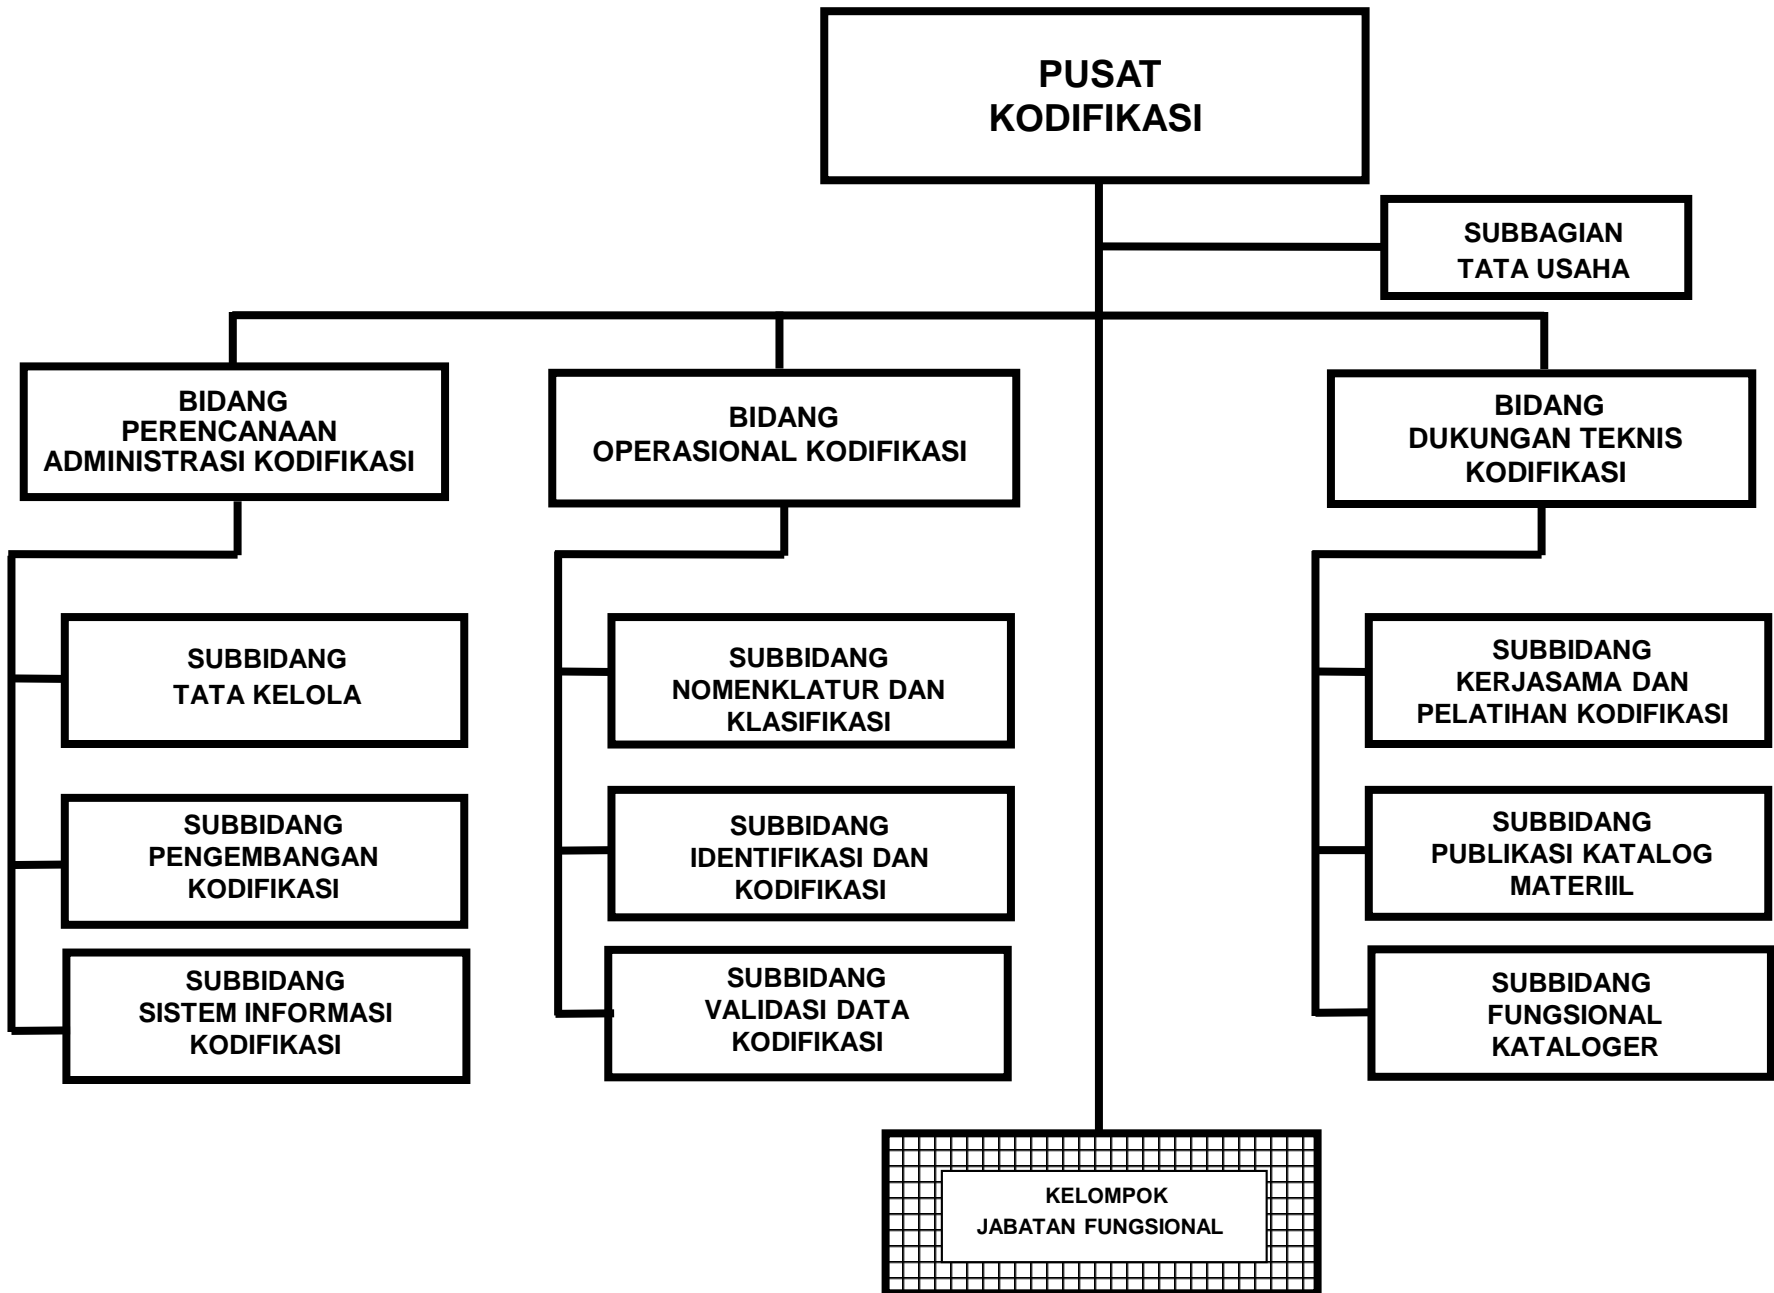 PUSAT
KODIFIKASI
SUBBAGIAN
TATA USAHA
BIDANG
PERENCANAAN
ADMINISTRASI KODIFIKASI
BIDANG
OPERASIONAL KODIFIKASI
BIDANG
DUKUNGAN TEKNIS
KODIFIKASI
SUBBIDANG
TATA KELOLA
SUBBIDANG
NOMENKLATUR DAN
KLASIFIKASI
SUBBIDANG
KERJASAMA DAN
PELATIHAN KODIFIKASI
SUBBIDANG
PENGEMBANGAN
KODIFIKASI
SUBBIDANG
IDENTIFIKASI DAN
KODIFIKASI
SUBBIDANG
PUBLIKASI KATALOG
MATERIIL
SUBBIDANG
SISTEM INFORMASI
KODIFIKASI
SUBBIDANG
VALIDASI DATA
KODIFIKASI
SUBBIDANG
FUNGSIONAL
KATALOGER
KELOMPOK
JABATAN FUNGSIONAL